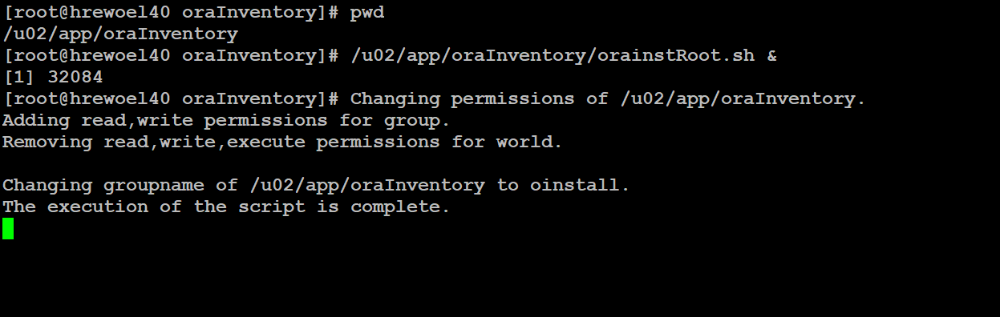 [root@hrewoel40 oraInventory]# pwd
/u02/app/oraInventory
[root@hrewoel40 oraInventory]# /u02/app/oraInventory/orainstRoot.sh &
[1] 32084
[root@hrewoel40 oraInventory]# Changing permissions of /u02/app/oraInventory.
Adding read,write permissions for group.
Removing read,write,execute permissions for world.
Changing groupname of /u02/app/oraInventory to oinstall.
The execution of the script is complete.